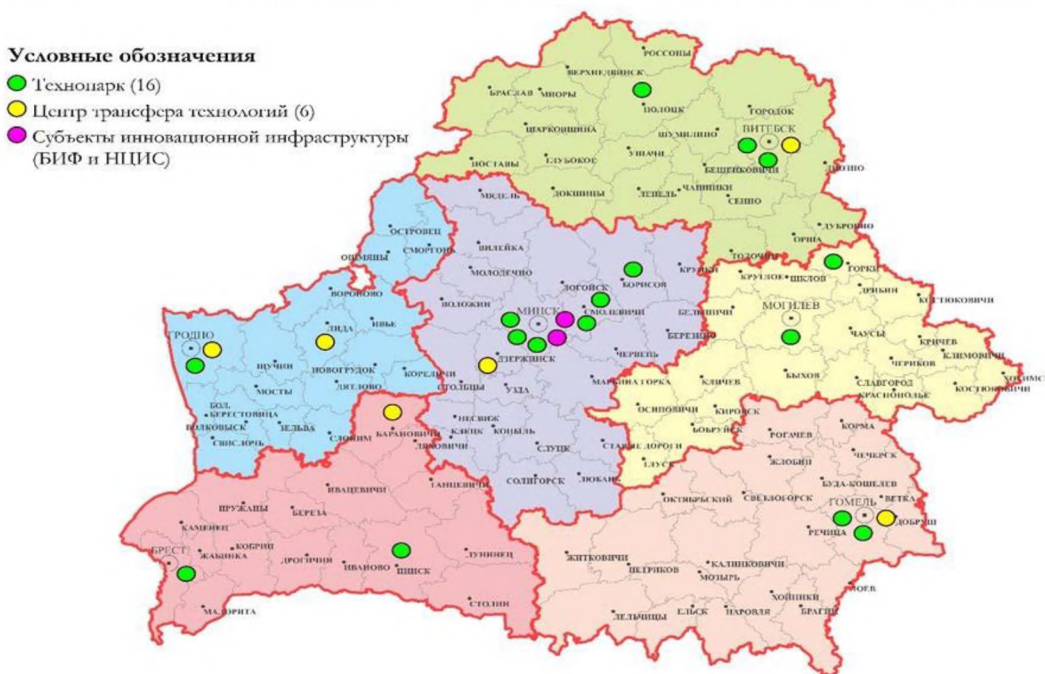 Условные обозначения
Технопарк (16)
Центр трансфера технологий (6)
Субъекты инновационной инфраструктуры
(БИФ и НЦИС)
РОССОНЫ
ВЕРХНЕДВИНСК
БРАСЛАВ
МИОРЫ
ПОЛОЦК
ГОРОДОК
ШАРКОВЩИНА
ШУМИЛИНО
ВИТЕБСК
ПОСТАВЫ
ГЛУБОКОЕ
УШАЧИ
БЕШЕНКОВИЧИ
ЛИОЗНО
ДОКШИЦЫ
ЛЕПЕЛЬ
ЧАШНИКИ
СЕННО
МЯДЕЛЬ
ДУБРОВНО
ОРША
ТОЛОЧИН
ОСТРОВЕЦ
СМОРГОНЬ
ОШМЯНЫ
ВИЛЕЙКА
МОЛОДЕЧНО
КРУПКИ
БОРИСОВ
ЛОГОЙСК
КРУГЛОЕ
ШКЛОВ
ГОРКИ
ДРИБИН
КОСТЮКОВИЧИ
ВОРОНОВО
ВОЛОЖИН
МИНСК
СМОЛЕВИЧИ
БЕЛЫНИЧИ
МОГИЛЕВ
ЛИДА
ИВЬЕ
ГРОДНО
БЕРЕЗИНО
ЧАУСЫ
КРИЧЕВ
КЛИМОВИЧИ
ЧЕРИКОВ
ХОТИМСК
ДЗЕРЖИНСК
ЧЕРВЕНЬ
ЩУЧИН
НОВОГРУДОК
КОРЕЛИЧИ
СТОЛБЦЫ
УЗДА
МАРЬИНА ГОРКА
КЛИЧЕВ
БЫХОВ
СЛАВГОРОД
КОСТЮКОВИЧИ
КРАСНОПОЛЬЕ
МОСТЫ
ДЯТЛОВО
БОЛ.
БЕРЕСТОВИЦА
ВОЛКОВЫСК
ЗЕЛЬВА
СВИСЛОЧЬ
СЛОНИМ
БАРАНОВИЧИ
ЛЯХОВИЧИ
НЕСВИЖ
КЛЕЦК
КОПЫЛЬ
СЛУЦК
СТАРЫЕ ДОРОГИ
ОСИПОВИЧИ
КИРОВСК
БОБРУЙСК
ГЛУСК
РОГАЧЕВ
КОРМА
ЧЕЧЕРСК
ЖЛОБИН
СОЛИГОРСК
ЛЮБАНЬ
ГАНЦЕВИЧИ
ИВАЦЕВИЧИ
ПРУЖАНЫ
БЕРЕЗА
КАМЕНЕЦ
ОКТЯБРЬСКИЙ
СВЕТЛОГОРСК
БУДА-КОШЕЛЕВ
ВЕТКА
ГОМЕЛЬ
ДОБРУШ
РЕЧИЦА
БРЕСТ
ЖАБИНКА
КОБРИН
ДРОГИЧИН
ИВАНОВО
ПИНСК
ЛУНИНЕЦ
ЖИТКОВИЧИ
ПЕТРИКОВ
КАЛИНКОВИЧИ
МОЗЫРЬ
ХОЙНИКИ
ЛОЕВ
МАЛОРИТА
СТОЛИН
ЛЕЛЬЧИЦЫ
ЕЛЬСК
НАРОВЛЯ
БРАГИН